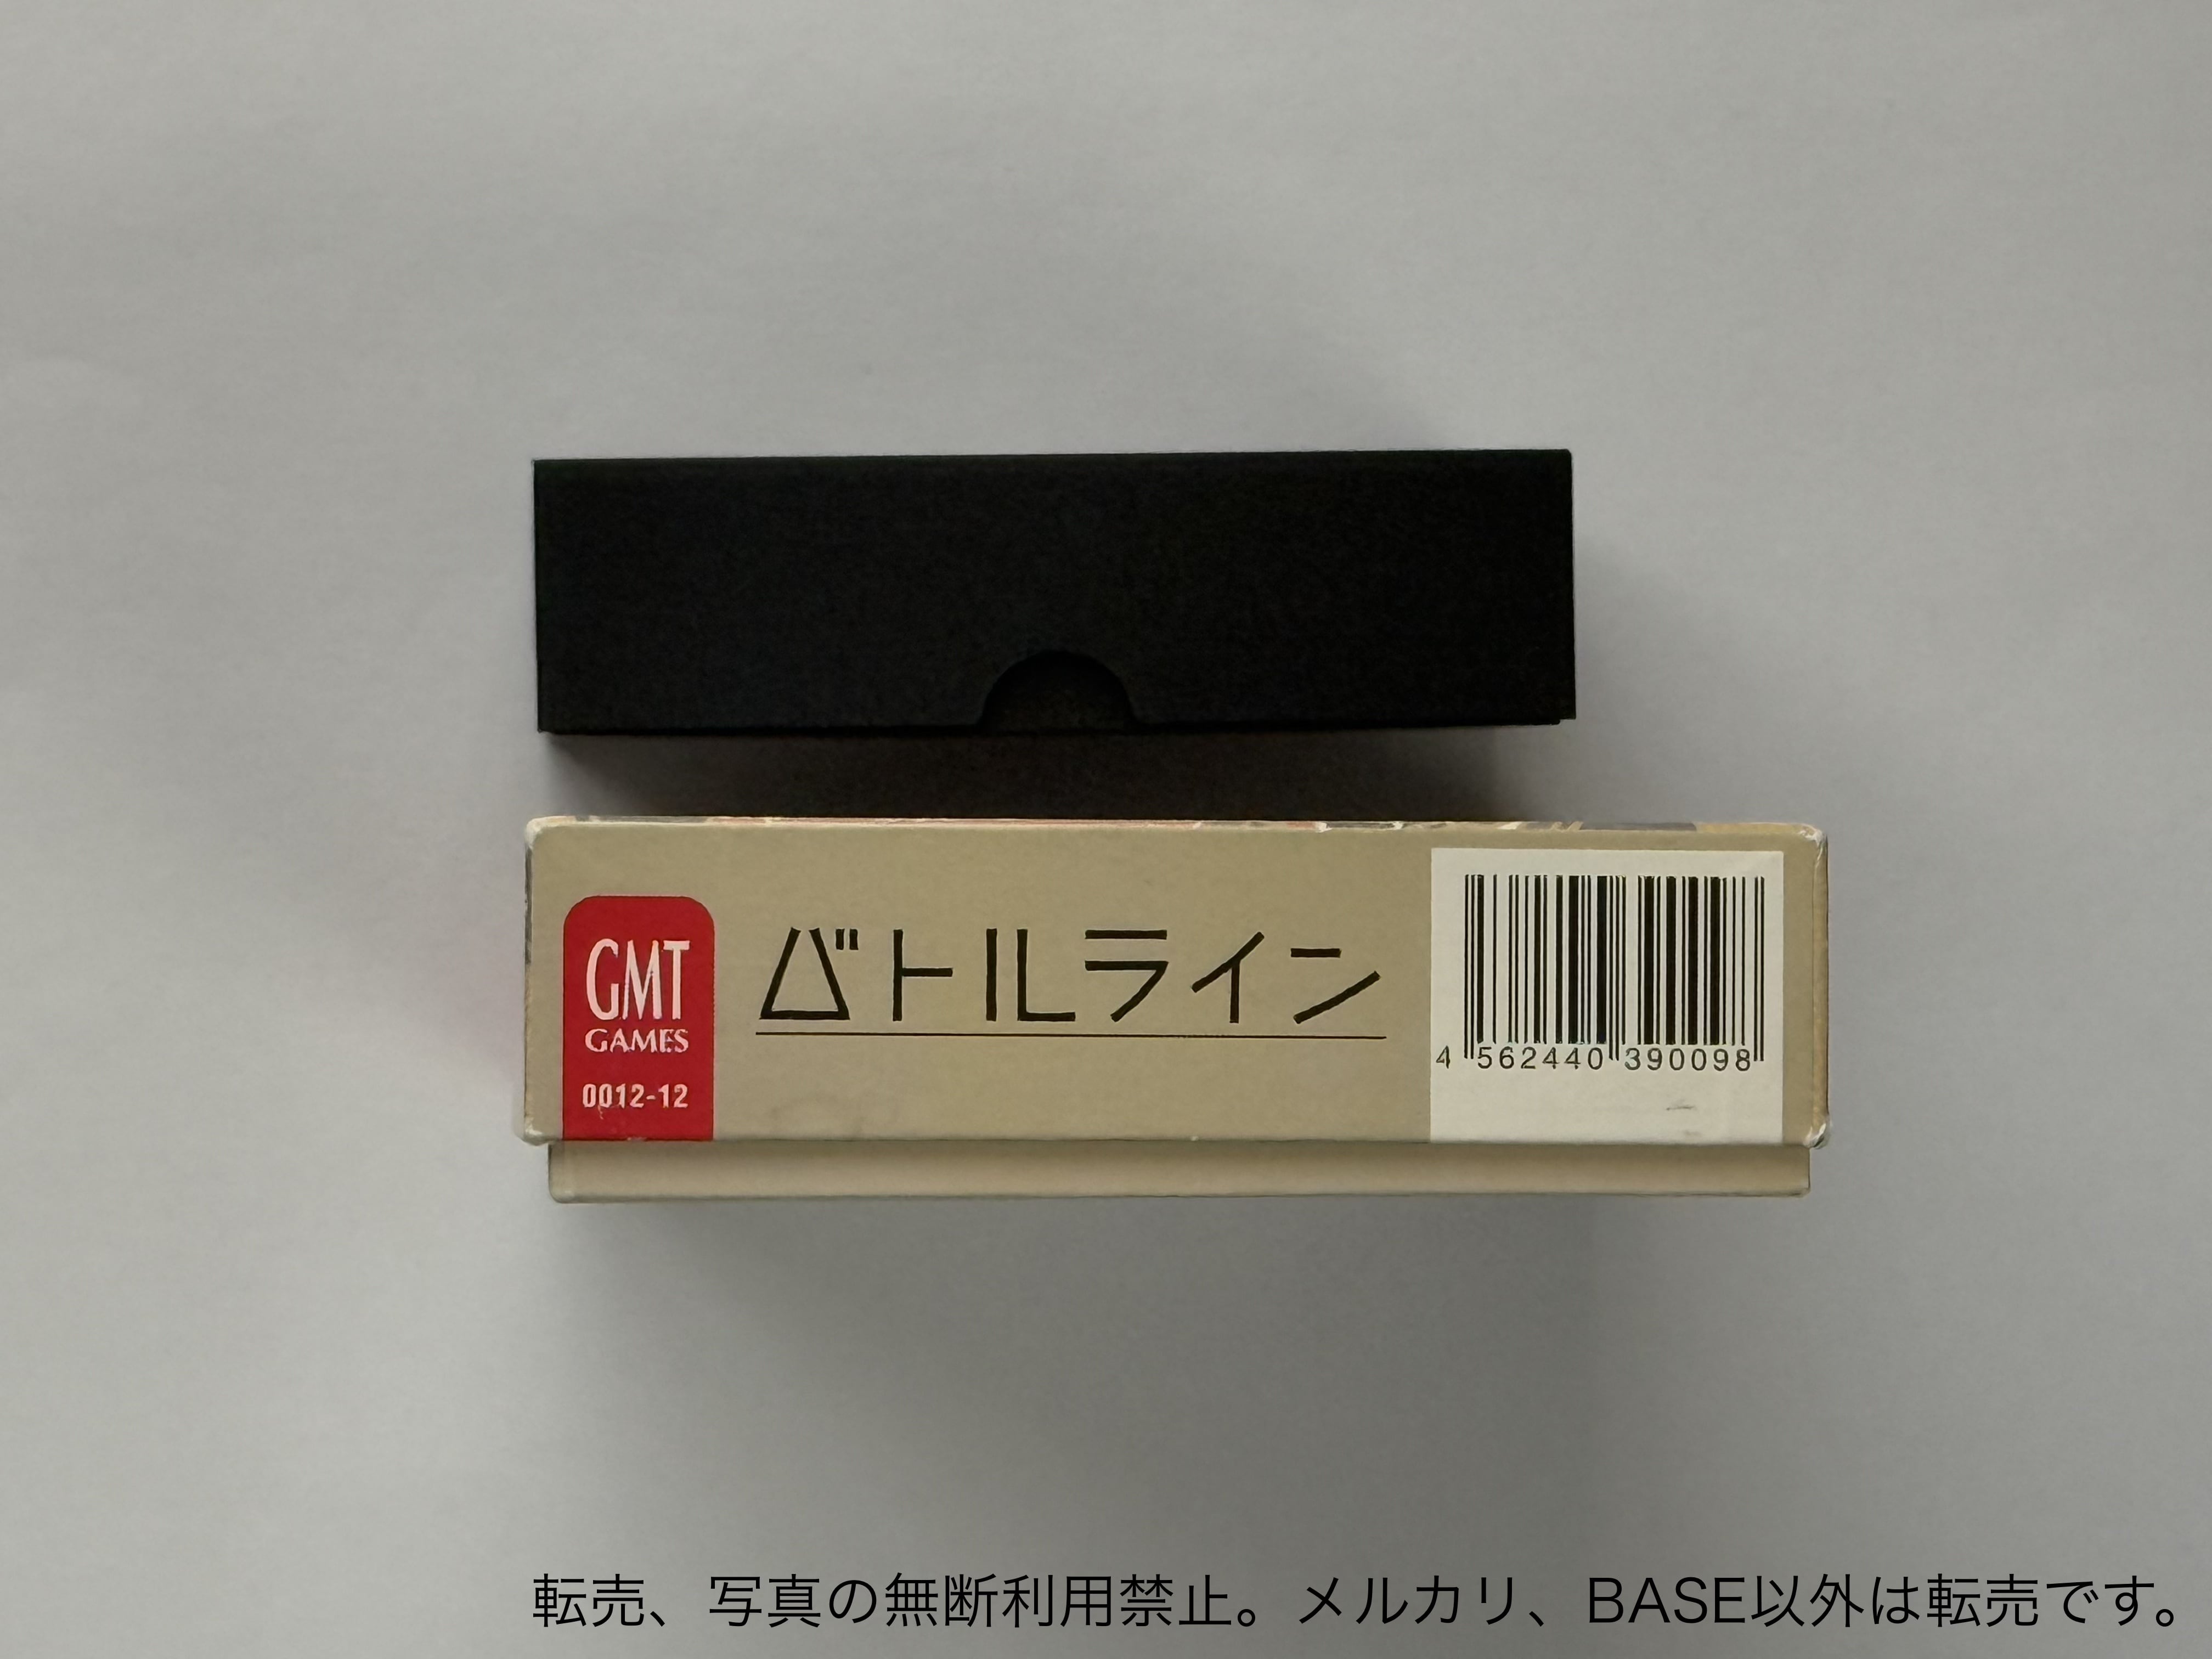 GMT
GAMES
0012-12
バトルライン
4 562440 390098
転売、写真の無断利用禁止。メルカリ、BASE以外は転売です。